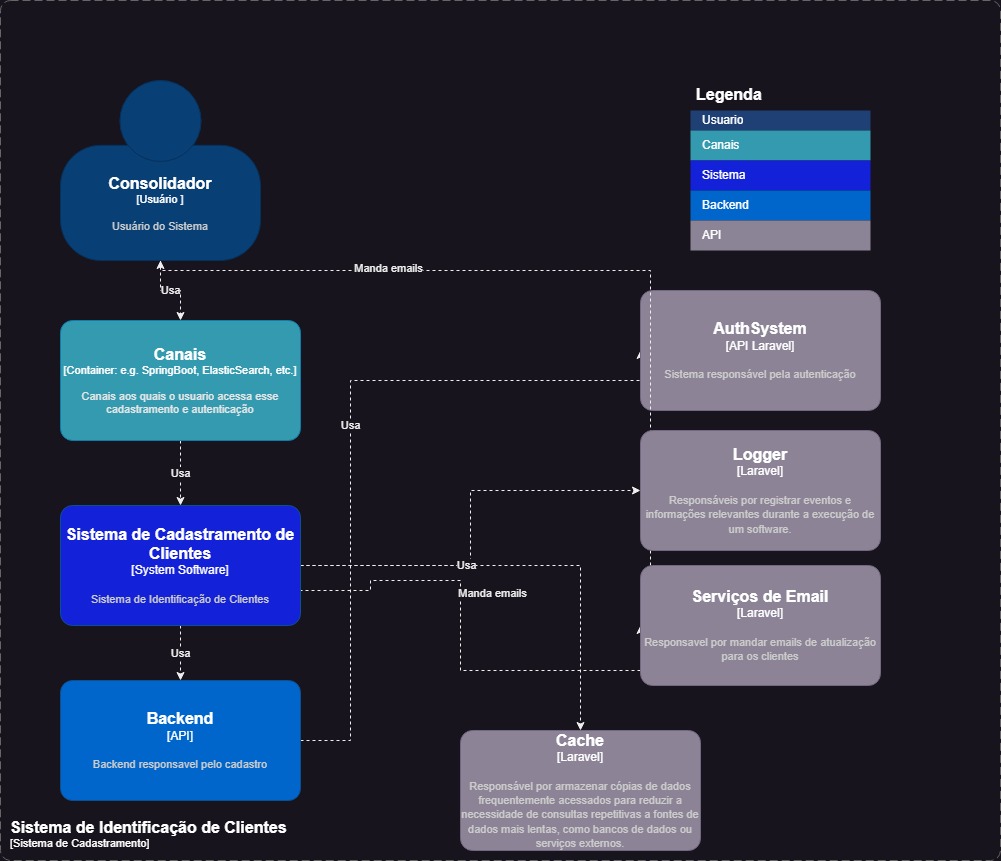 Legenda
Usuario
Canais
Sistema
Backend
API
Consolidador
[Usuário ]
Usuário do Sistema
Manda emails
Usa
Canais
[Container: e.g. SpringBoot, ElasticSearch, etc.]
Canais aos quais o usuario acessa esse
cadastramento e autenticação
AuthSystem
[API Laravel]
Sistema responsável pela autenticação
Usa
Usa
Logger
[Laravel]
Responsáveis por registrar eventos e
informações relevantes durante a execução de
um software.
Sistema de Cadastramento de
Clientes
[System Software]
Sistema de Identificação de Clientes
Usa
Manda emails
Serviços de Email
[Laravel]
Responsavel por mandar emails de atualização
para os clientes
Usa
Backend
[API]
Backend responsavel pelo cadastro
Cache
[Laravel]
Responsável por armazenar cópias de dados
frequentemente acessados para reduzir a
necessidade de consultas repetitivas a fontes de
dados mais lentas, como bancos de dados ou
serviços externos.
Sistema de Identificação de Clientes
[Sistema de Cadastramento]